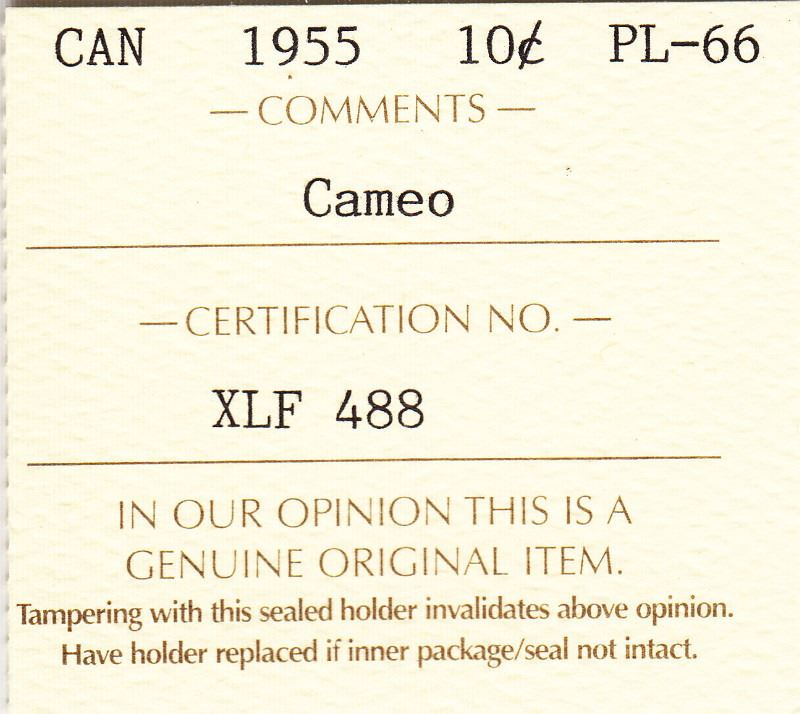 CAN 1955 10¢ PL-66
— COMMENTS —
Cameo
— CERTIFICATION NO. —
XLF 488
IN OUR OPINION THIS IS A
GENUINE ORIGINAL ITEM.
Tampering with this sealed holder invalidates above opinion.
Have holder replaced if inner package/seal not intact.